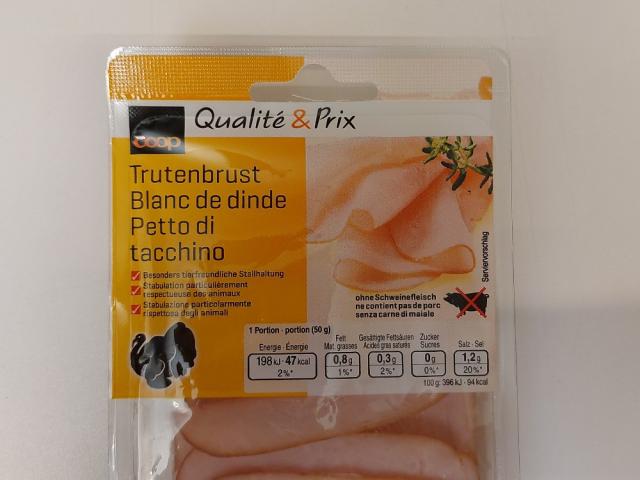 coop
Qualité & Prix
Trutenbrust
Blanc de dinde
Petto di
tacchino
Besonders tierfreundliche Stallhaltung
Stabulation particulièrement
respectueuse des animaux
Stabulazione particolarmente
rispettosa degli animali
Serviervorschlag
ohne Schweinefleisch
ne contient pas de porc
senza carne di maiale
1 Portion · portion (50 g)
Energie · Énergie
198 kJ · 47 kcal
2%*
Fett
Mat. grasses
0,8g
1%*
Gesättigte Fettsäuren
Acides gras saturés
0,3g
2%*
Zucker
Sucres
0g
0%*
Salz · Sel
1,2g
20%*
100 g: 396 kJ · 94 kcal